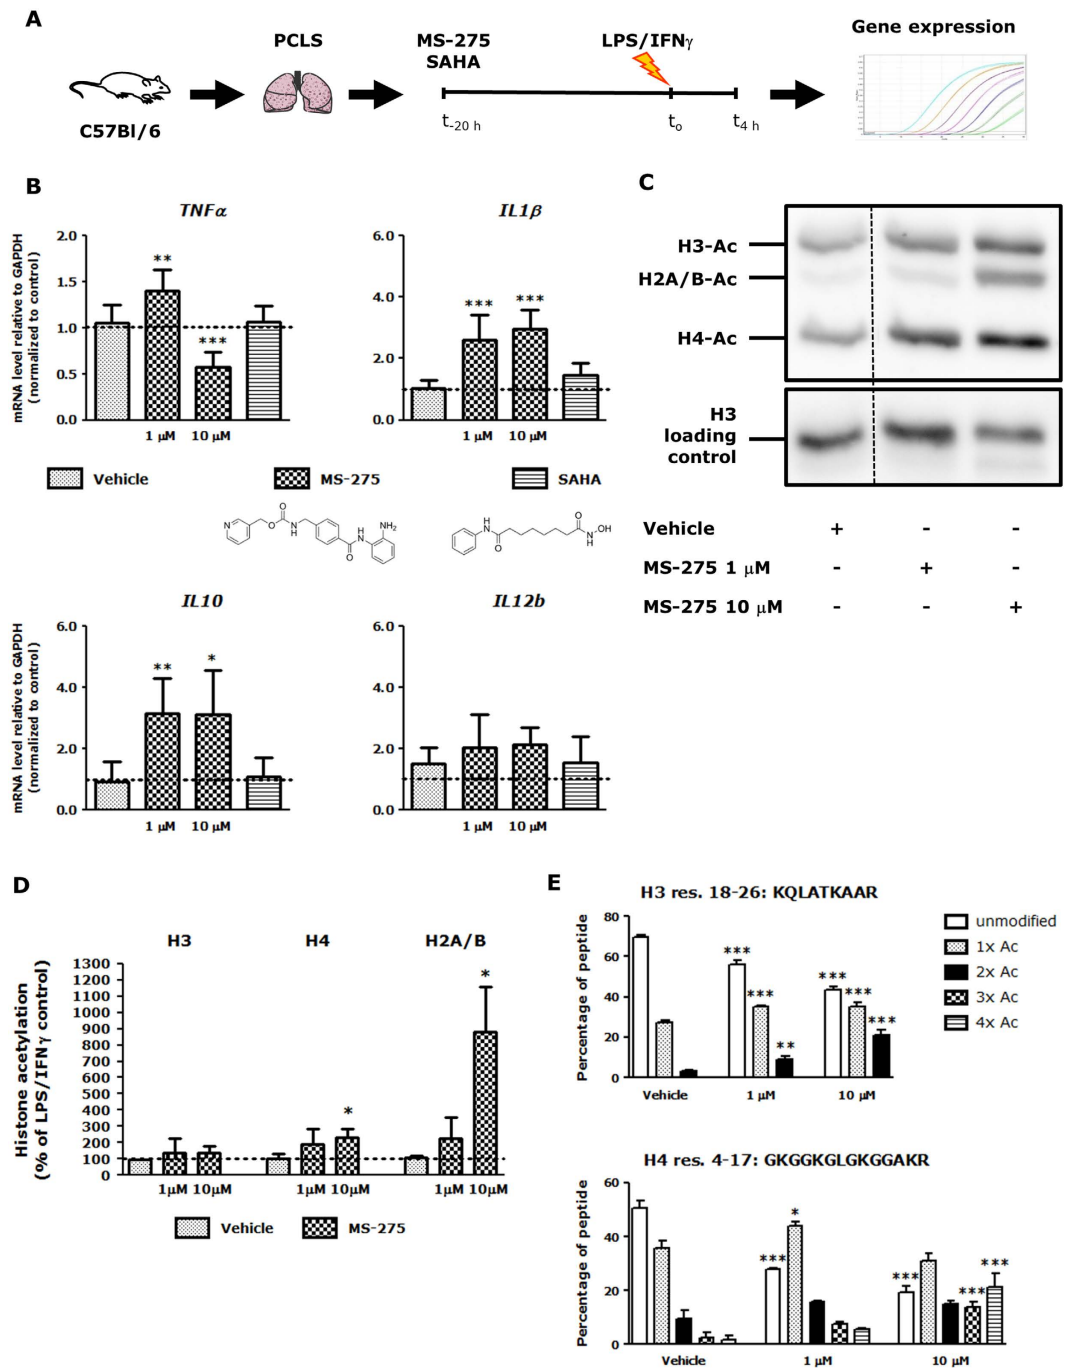 A
PCLS
MS-275
SAHA
LPS/IFNγ
Gene expression
C57Bl/6
t-20 h
to
t4 h
B
TNFα
IL1β
mRNA level relative to GAPDH
(normalized to control)
2.0
1.5
1.0
0.5
0.0
**
***
1 µM
10 µM
6.0
4.0
2.0
0.0
***
***
1 µM
10 µM
Vehicle
MS-275
SAHA
N
O
O
N
H
O
N
H
NH2
H
N
O
O
N
H
OH
IL10
IL12b
mRNA level relative to GAPDH
(normalized to control)
6.0
4.0
2.0
0.0
**
*
1 µM
10 µM
6.0
4.0
2.0
0.0
1 µM
10 µM
C
H3-Ac
H2A/B-Ac
H4-Ac
H3
loading
control
Vehicle + - -
MS-275 1 µM - + -
MS-275 10 µM - - +
D
H3
H4
H2A/B
Histone acetylation
(% of LPS/IFNγ control)
1300
1200
1100
1000
900
800
700
600
500
400
300
200
100
0
*
*
1µM 10µM
1µM 10µM
1µM 10µM
Vehicle
MS-275
E
H3 res. 18-26: KQLATKAAR
Percentage of peptide
80
60
40
20
0
***
***
**
***
***
***
Vehicle
1 µM
10 µM
unmodified
1x Ac
2x Ac
3x Ac
4x Ac
H4 res. 4-17: GKGGKGLGKGGAKR
Percentage of peptide
60
40
20
0
***
*
***
***
***
Vehicle
1 µM
10 µM